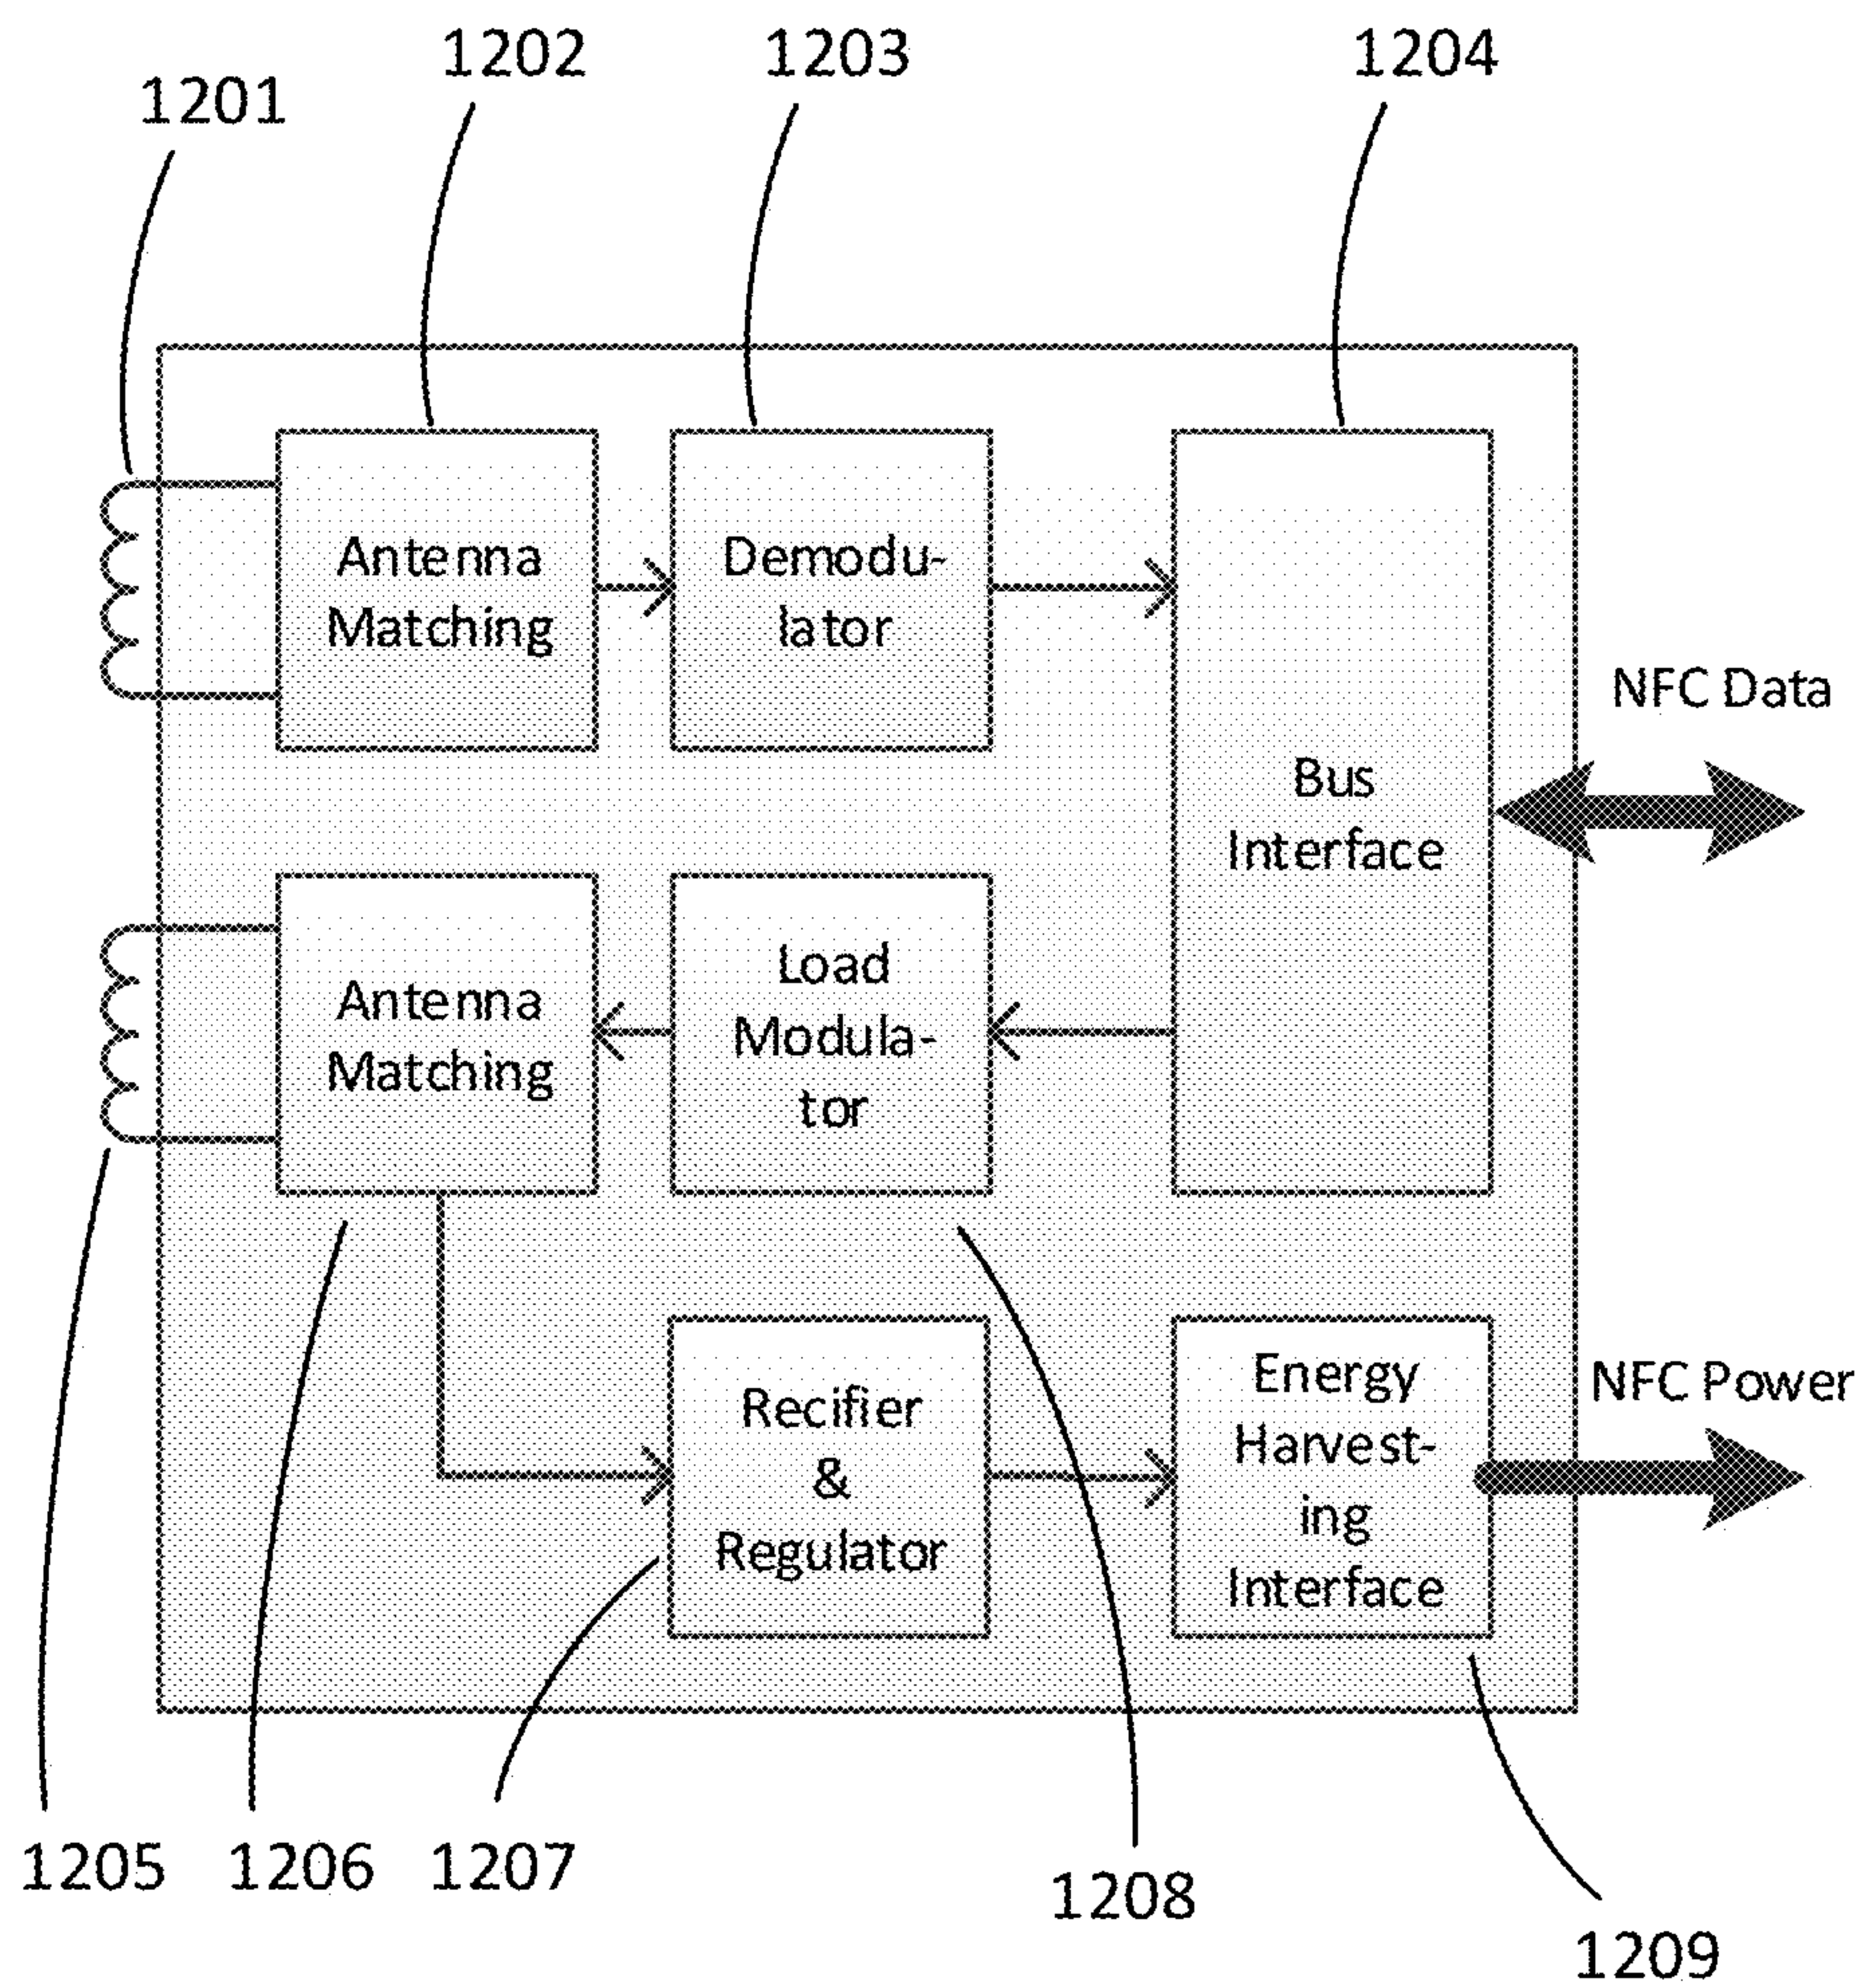 1202
1203
1204
1201
Antenna
Matching
Demodu-
lator
NFC Data
Bus
Interface
Antenna
Matching
Load
Modula-
tor
NFC Power
Recifier
&
Regulator
Energy
Harvest-
ing
Interface
1205
1206
1207
1208
1209